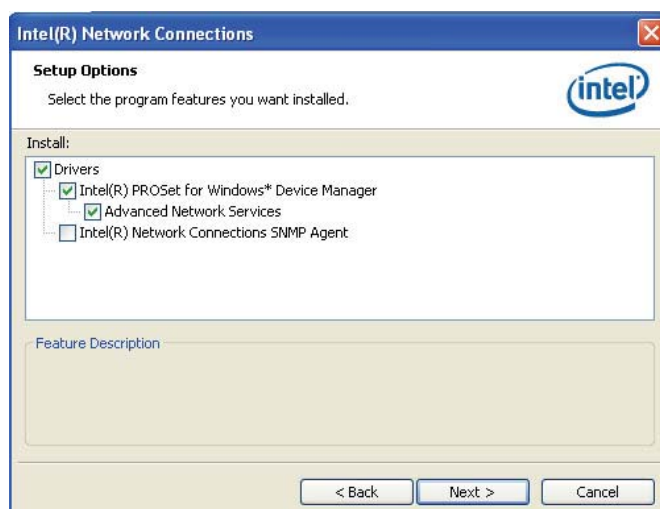 Intel(R) Network Connections
Setup Options
Select the program features you want installed.
intel
Install:
Drivers
Intel(R) PROSet for Windows* Device Manager
Advanced Network Services
Intel(R) Network Connections SNMP Agent
Feature Description
< Back
Next >
Cancel